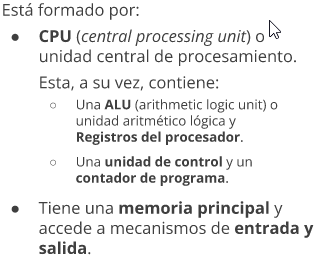 Está formado por:
● CPU (central processing unit) o
unidad central de procesamiento.
Esta, a su vez, contiene:
○ Una ALU (arithmetic logic unit) o
unidad aritmético lógica y
Registros del procesador.
○ Una unidad de control y un
contador de programa.
● Tiene una memoria principal y
accede a mecanismos de entrada y
salida.